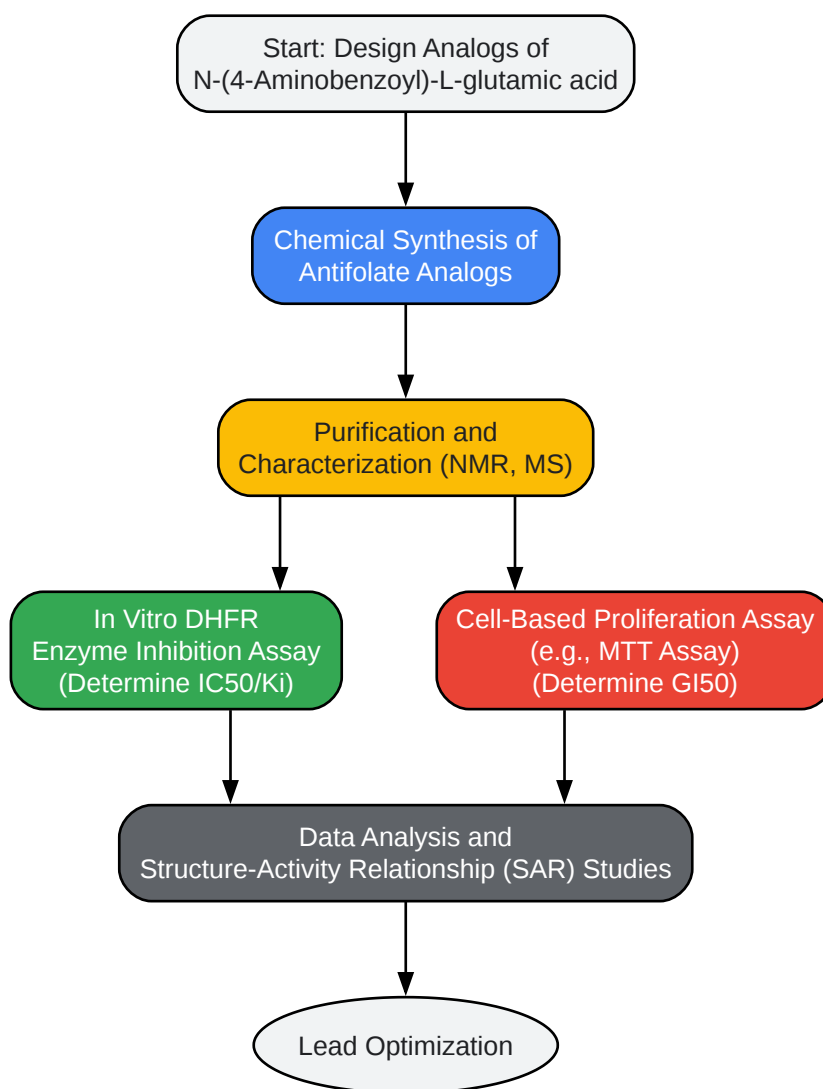 Start: Design Analogs of
N-(4-Aminobenzoyl)-L-glutamic acid
Chemical Synthesis of
Antifolate Analogs
Purification and
Characterization (NMR, MS)
In Vitro DHFR
Enzyme Inhibition Assay
(Determine IC50/Ki)
Cell-Based Proliferation Assay
(e.g., MTT Assay)
(Determine GI50)
Data Analysis and
Structure-Activity Relationship (SAR) Studies
Lead Optimization